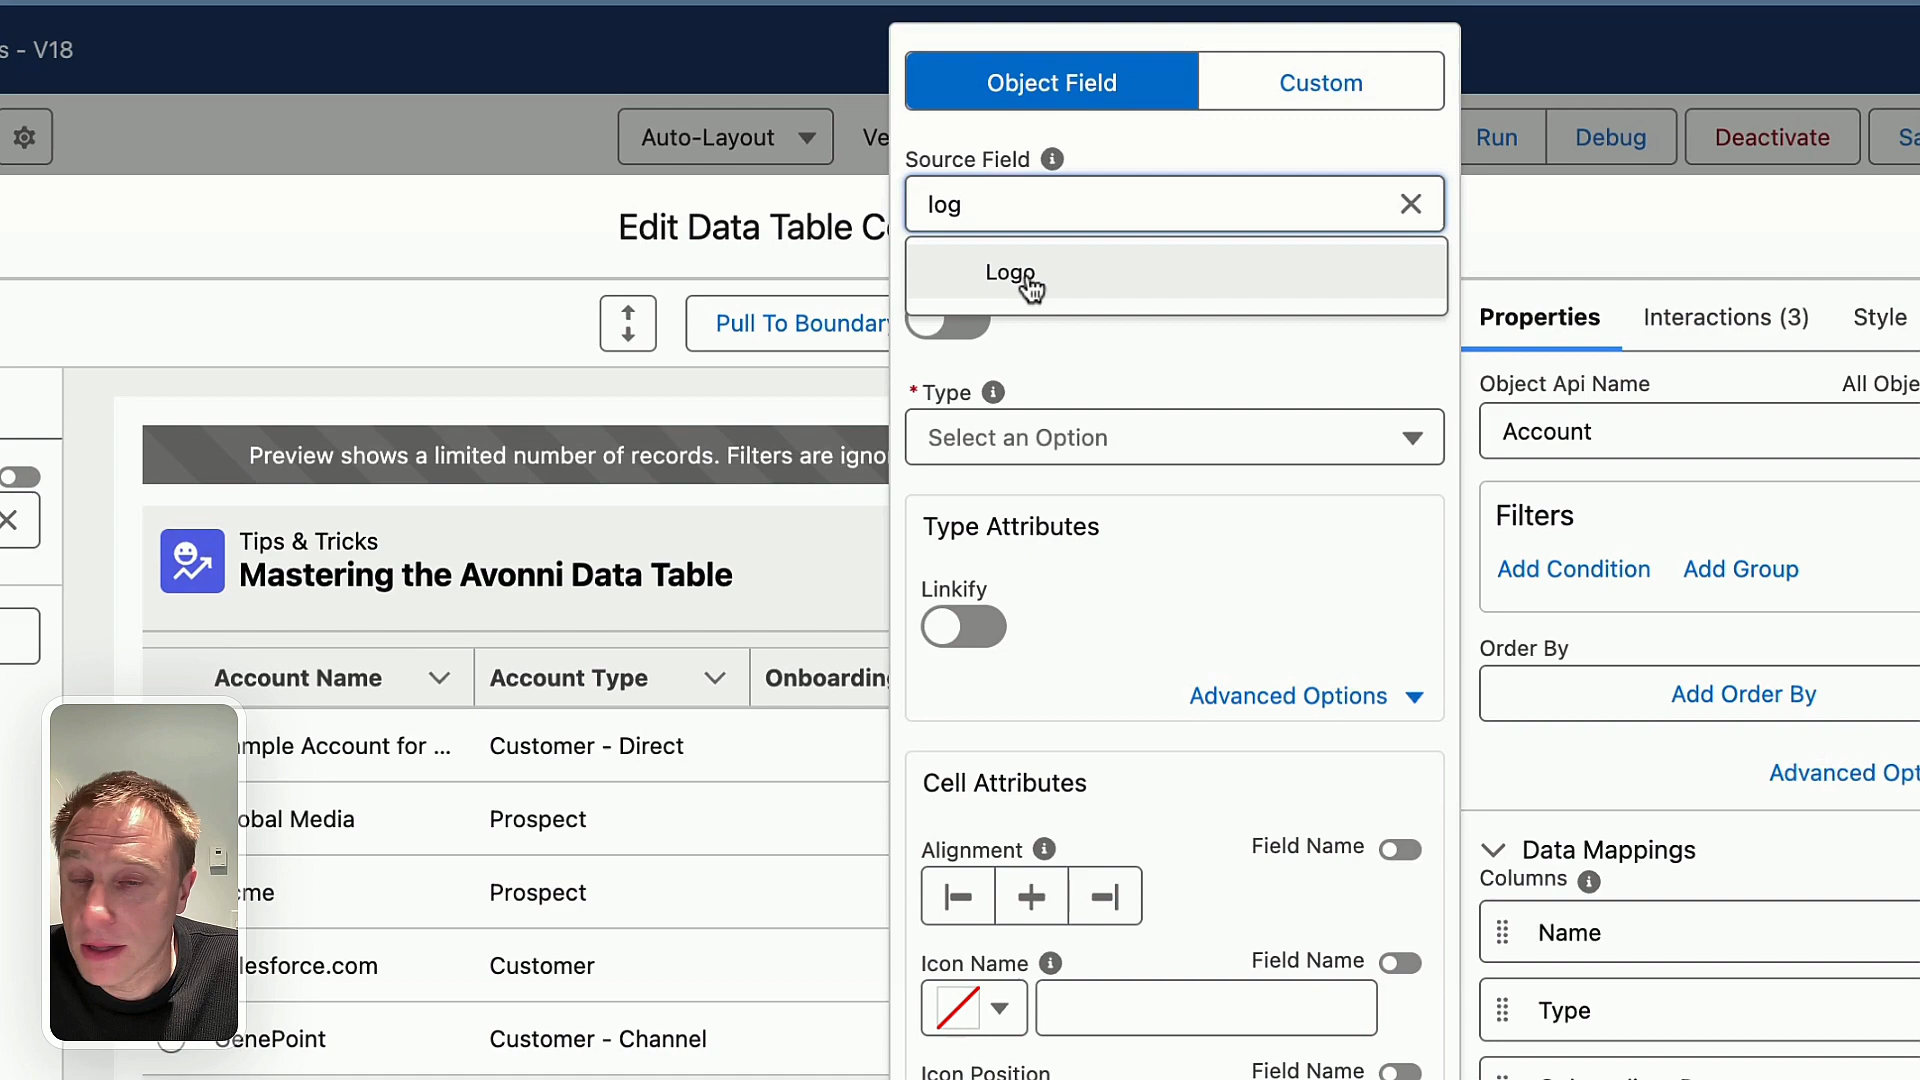 s - V18
Object Field
Custom
Auto-Layout
Ve
Run
Debug
Deactivate
Sa
Source Field
log
Edit Data Table C
Logo
Pull To Boundary
Properties
Interactions (3)
Style
* Type
Select an Option
Object Api Name
All Obje
Account
Preview shows a limited number of records. Filters are igno
Filters
Add Condition
Add Group
Type Attributes
Tips & Tricks
Mastering the Avonni Data Table
Linkify
Order By
Add Order By
Account Name
Account Type
Onboarding
Advanced Options
mple Account for ...
Customer - Direct
Advanced Opt
Cell Attributes
obal Media
Prospect
Alignment
Field Name
Data Mappings
Columns
cme
Prospect
Name
lesforce.com
Customer
Icon Name
Field Name
Type
GenePoint
Customer - Channel
Icon Position
Field Name